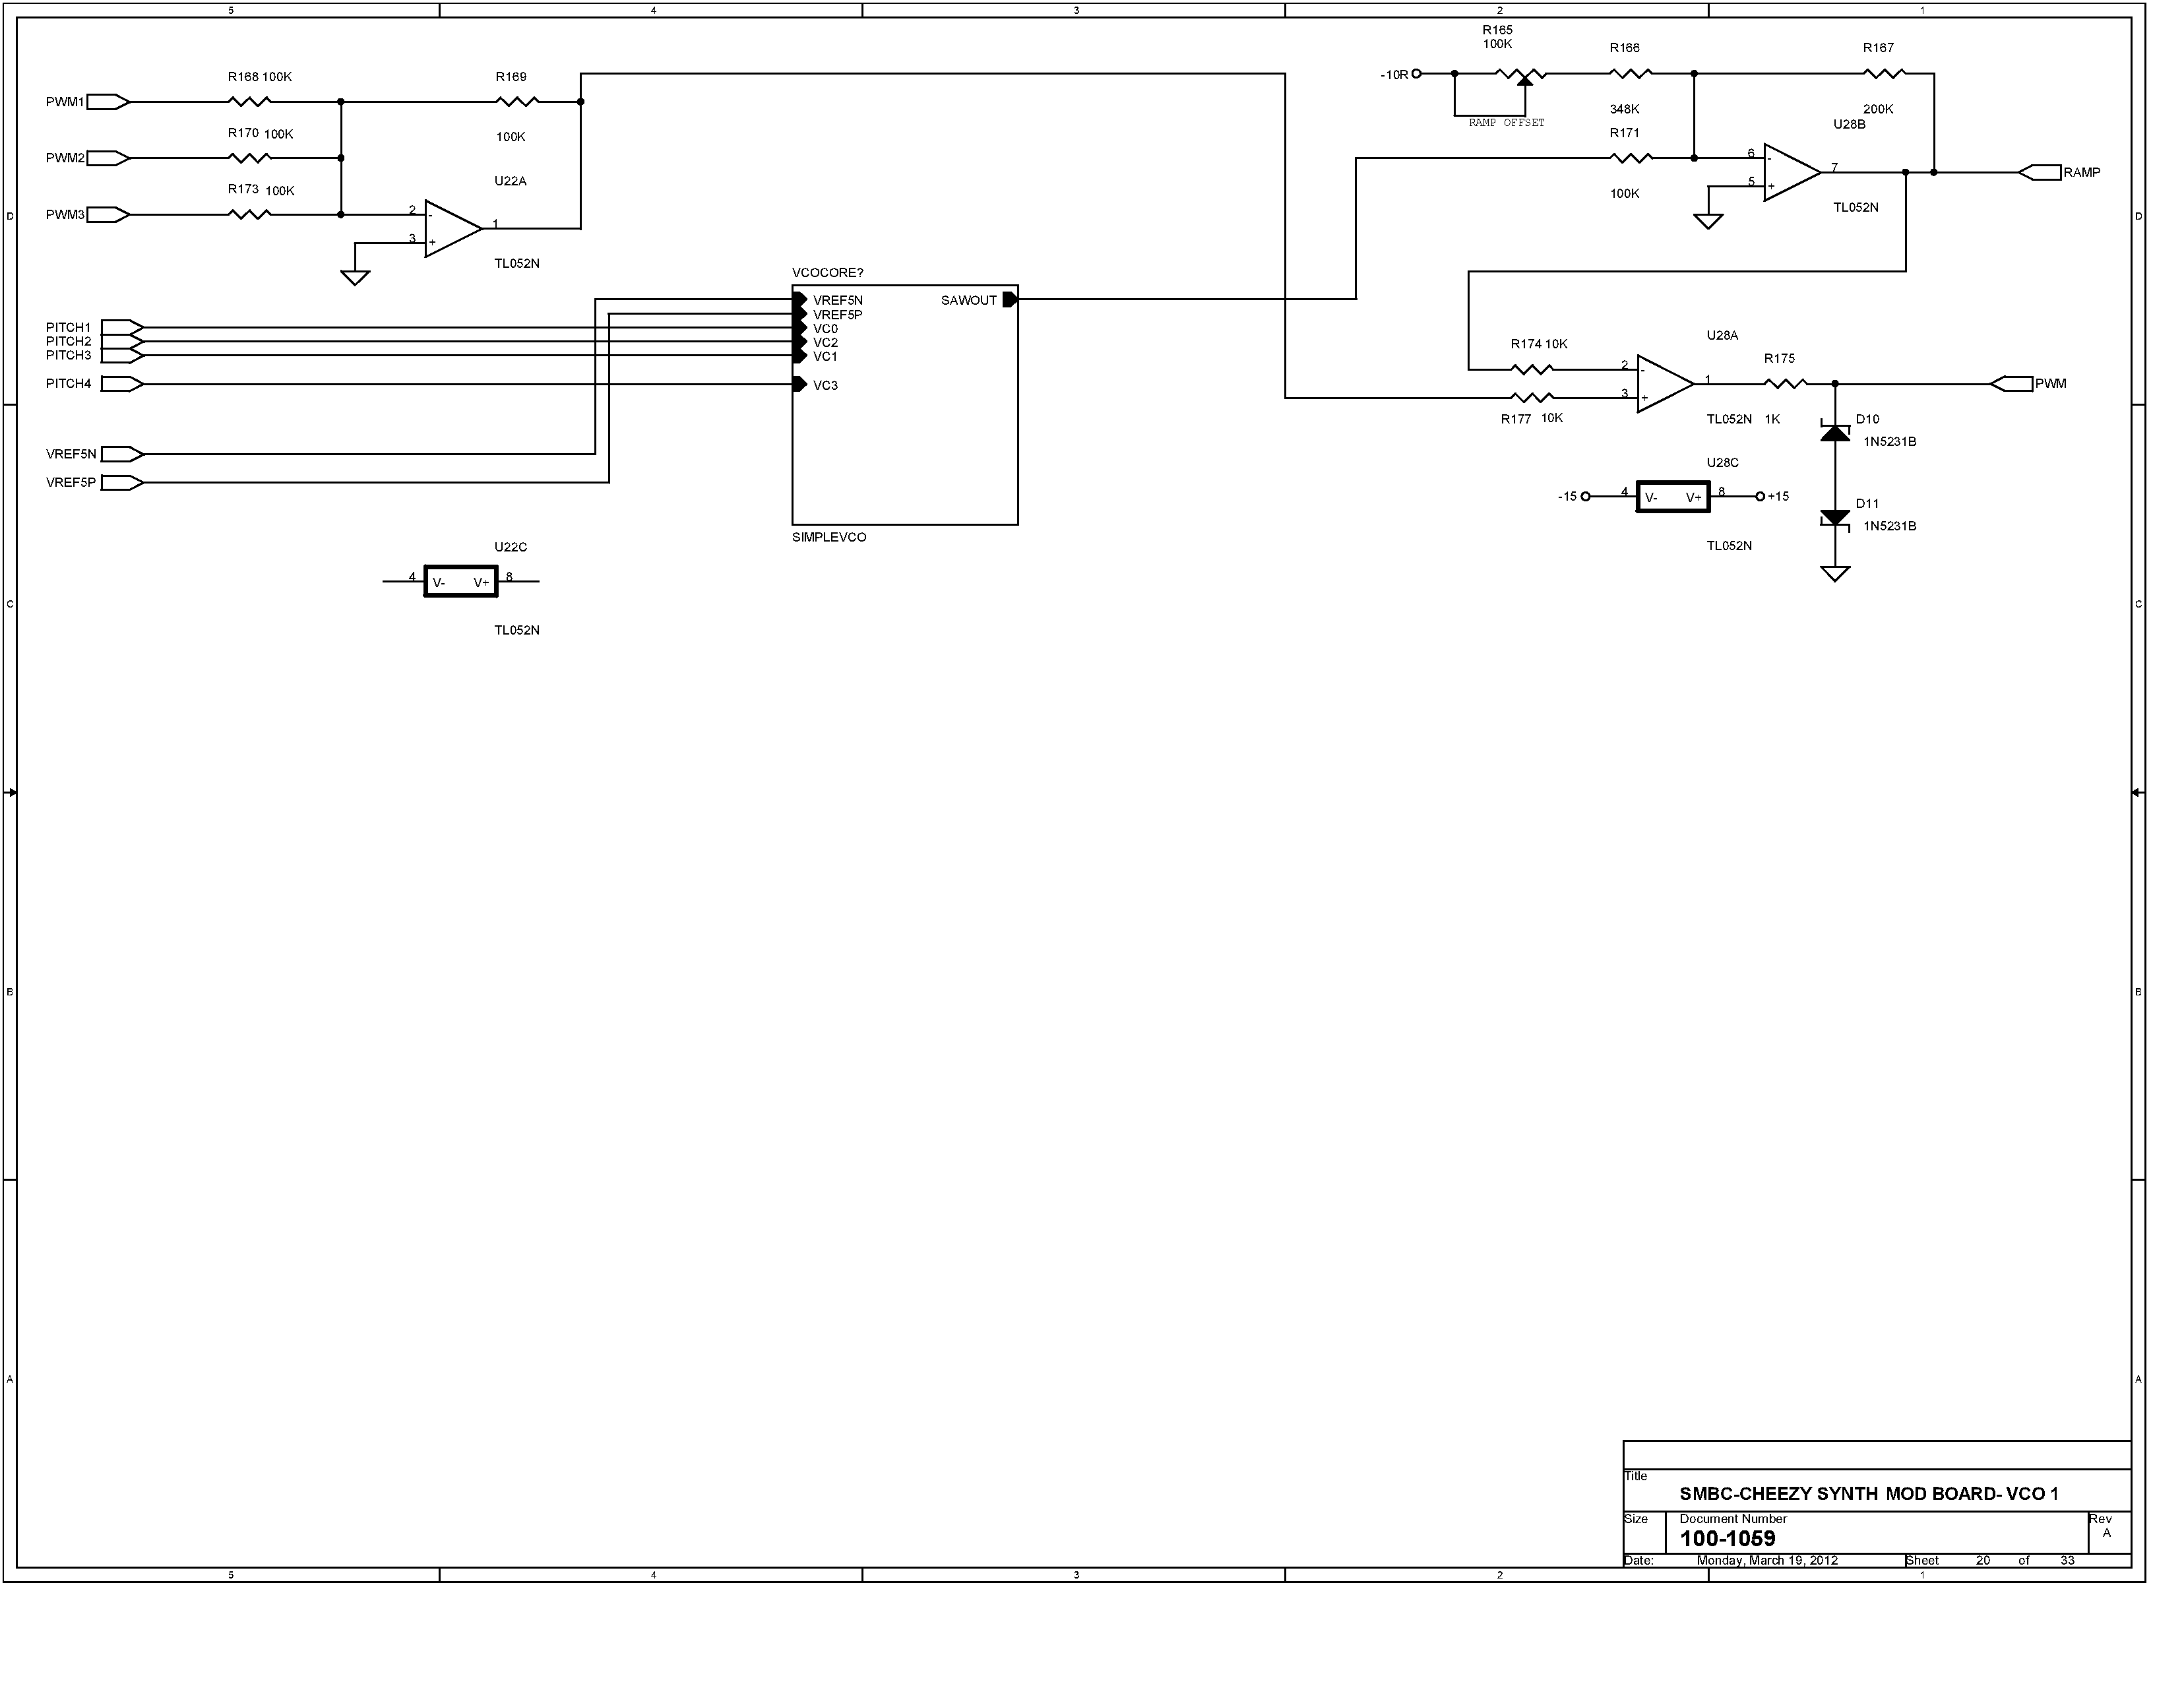 5 4 3 2 1
R165
100K
R166
R167
R168 100K
R169
-10R
PWM1
348K
200K
RAMP OFFSET
R170 100K
100K
R171
U28B
PWM2
6
-
7
RAMP
U22A
5
+
R173 100K
100K
TL052N
PWM3
2
-
1
D
D
3
+
TL052N
VCOCORE?
VREF5N
SAWOUT
VREF5P
PITCH1
VC0
PITCH2
VC2
PITCH3
VC1
U28A
R174 10K
R175
2
-
PITCH4
VC3
1
PWM
3
+
R177 10K
TL052N 1K
D10
1N5231B
VREF5N
U28C
VREF5P
-15
4
V- V+
8
+15
D11
1N5231B
SIMPLEVCO
U22C
TL052N
4
V- V+
8
C
C
TL052N
B
B
A
A
Title
SMBC-CHEEZY SYNTH MOD BOARD- VCO 1
Size
Document Number
Rev
100-1059
A
Date:
Monday, March 19, 2012
Sheet 20 of 33
5 4 3 2 1